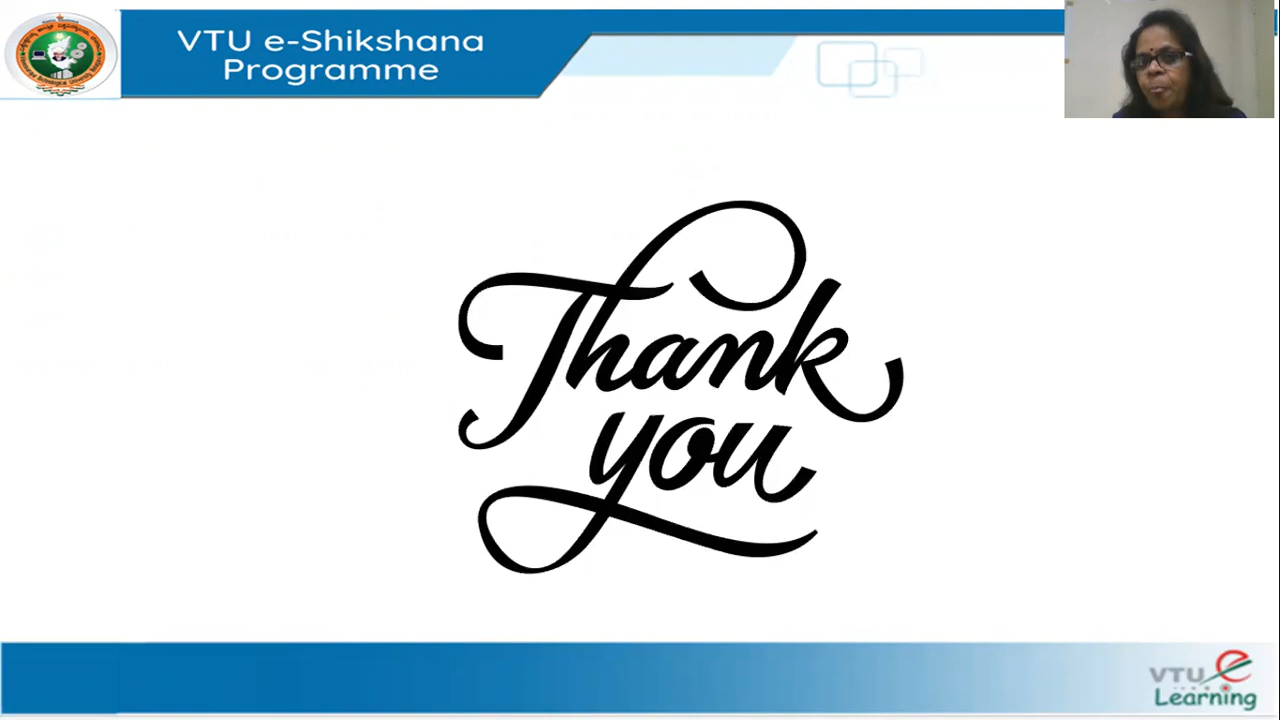 VTU e-Shikshana
Programme
Thank
you
VTU e
Learning